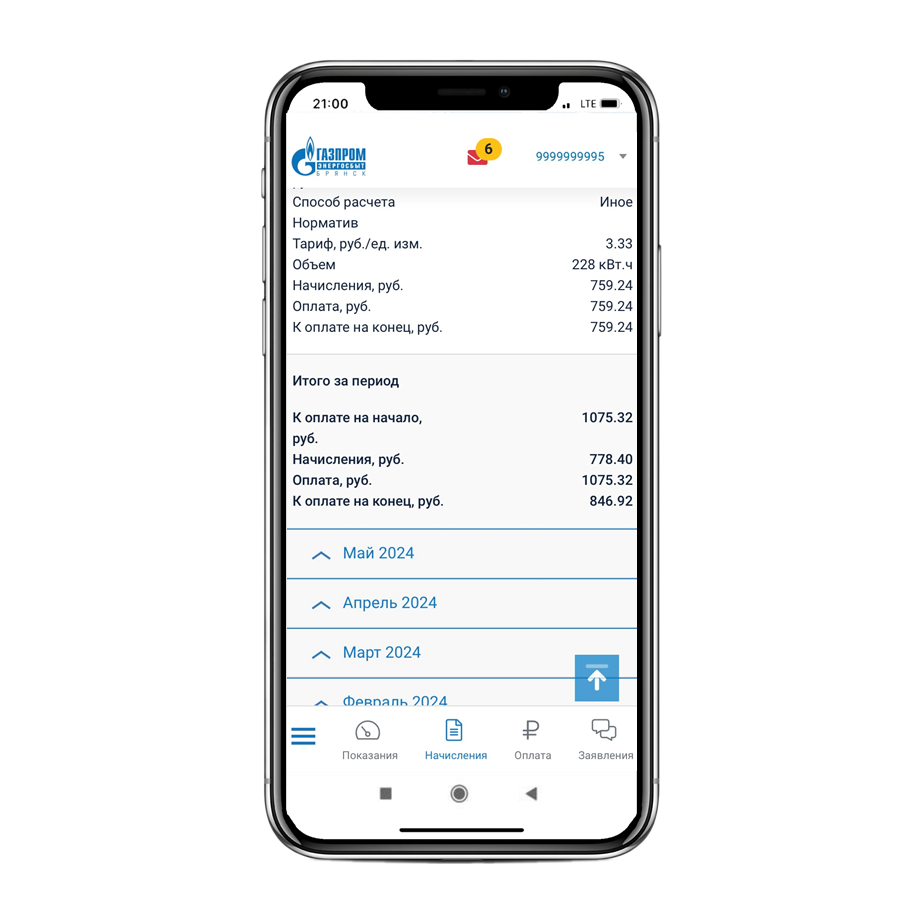 21:00
LTE
ГАЗПРОМ
ЭНЕРГОСБЫТ
БРЯНСК
6
9999999995
Способ расчета Иное
Норматив
Тариф, руб./ед. изм. 3.33
Объем 228 кВт.ч
Начисления, руб. 759.24
Оплата, руб. 759.24
К оплате на конец, руб. 759.24
Итого за период
К оплате на начало, 1075.32
руб.
Начисления, руб. 778.40
Оплата, руб. 1075.32
К оплате на конец, руб. 846.92
Май 2024
Апрель 2024
Март 2024
Февраль 2024
Показания
Начисления
Оплата
Заявления